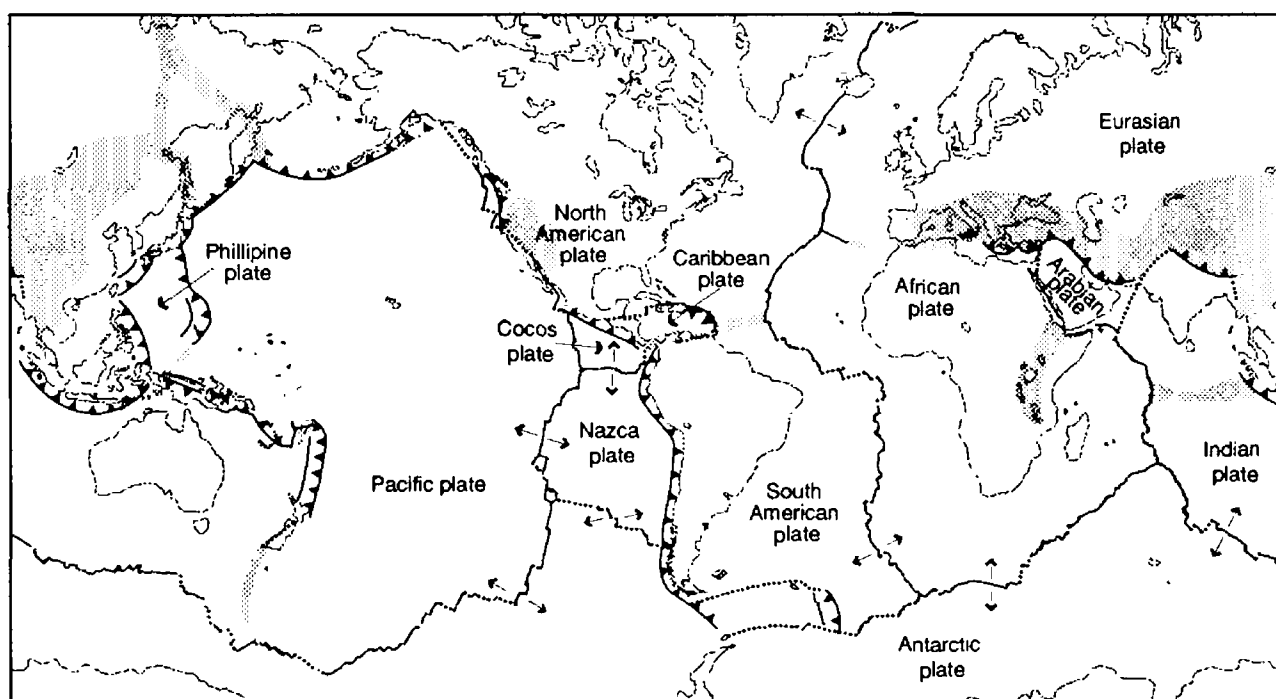 Eurasian
plate
North
American
plate
Phillipine
plate
Caribbean
plate
African
plate
Arabian
plate
Cocos
plate
Nazca
plate
Indian
plate
Pacific plate
South
American
plate
Antarctic
plate